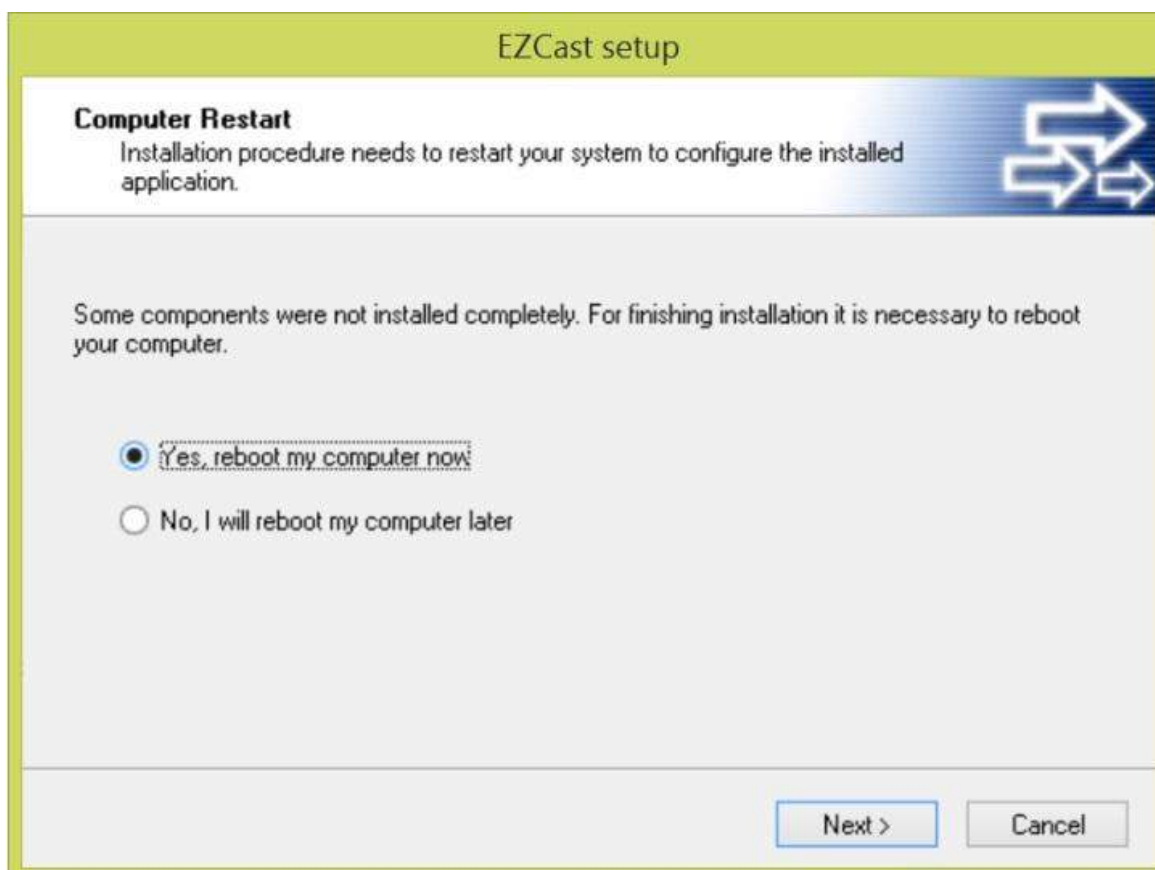 EZCast setup
Computer Restart
Installation procedure needs to restart your system to configure the installed
application.
Some components were not installed completely. For finishing installation it is necessary to reboot
your computer.
Yes, reboot my computer now
No, I will reboot my computer later
Next >
Cancel